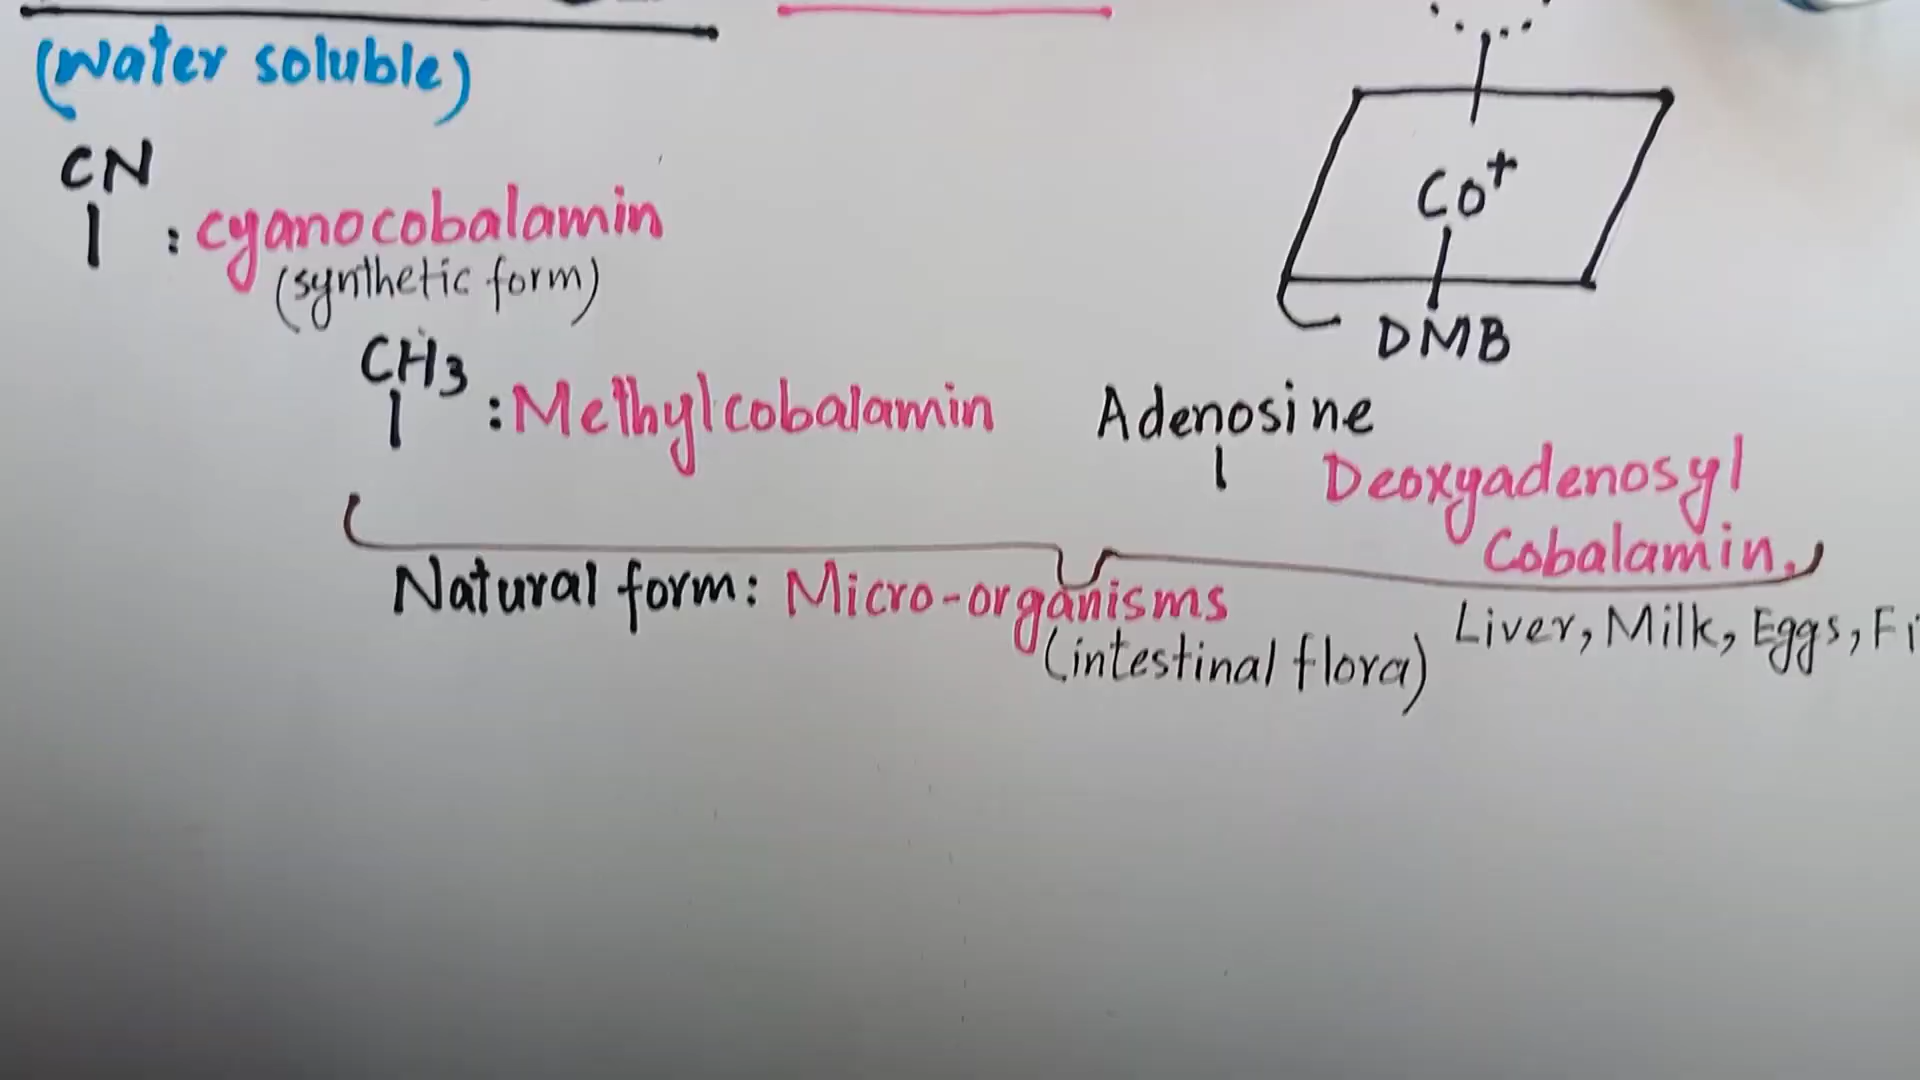 (Water soluble)
CN
: cyanocobalamin
(synthetic form)
CH3
: Methylcobalamin
Co+
DMB
Adenosine
Deoxyadenosyl
Cobalamin
Natural form: Micro-organisms
(intestinal flora)
Liver, Milk, Eggs,